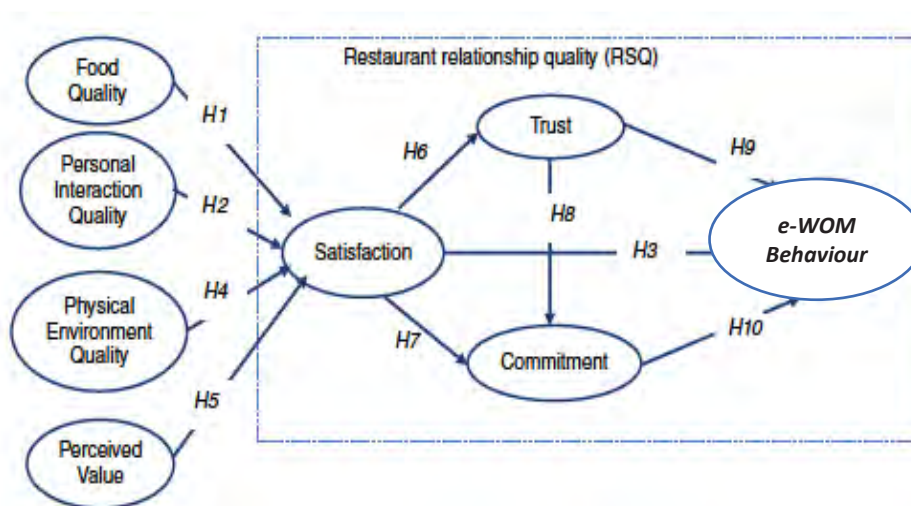 Restaurant relationship quality (RSQ)
Food
Quality
H1
Personal
Interaction
Quality
H2
Physical
Environment
Quality
H4
Perceived
Value
H5
Satisfaction
H6
Trust
H9
H8
H3
e-WOM
Behaviour
H7
Commitment
H10